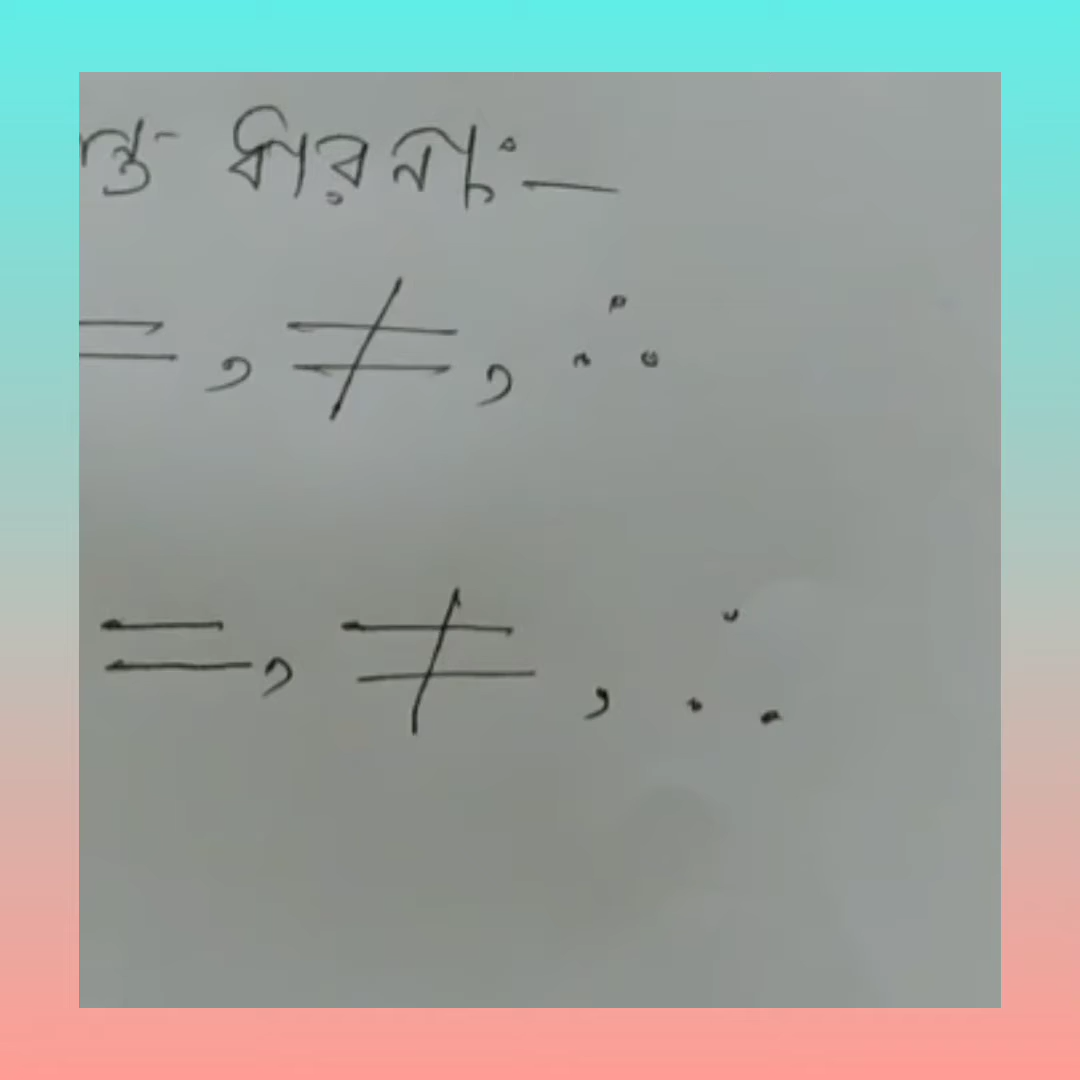 ধারনাঃ—
=, ≠, ∴
=, ≠, ∴